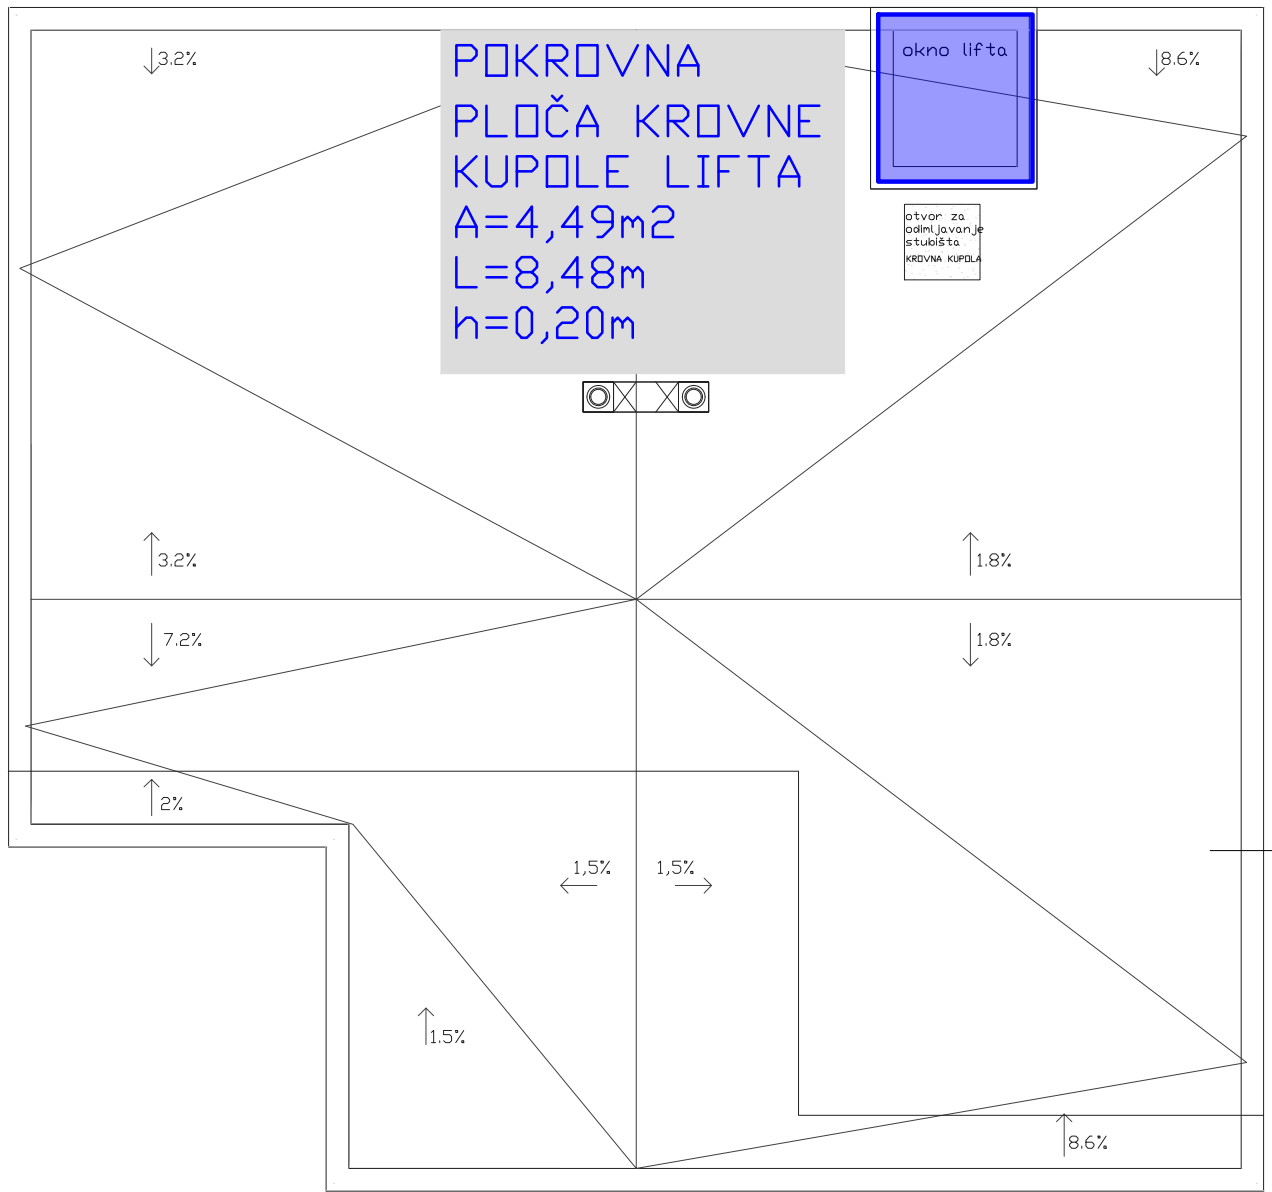 3.2%
POKROVNA
PLOČA KROVNE
KUPOLE LIFTA
A=4,49m2
L=8,48m
h=0,20m
okno lifta
8.6%
otvor za
odimljavanje
stubišta
KROVNA KUPOLA
3.2%
1.8%
7.2%
1.8%
2%
1,5%
1,5%
1.5%
8.6%